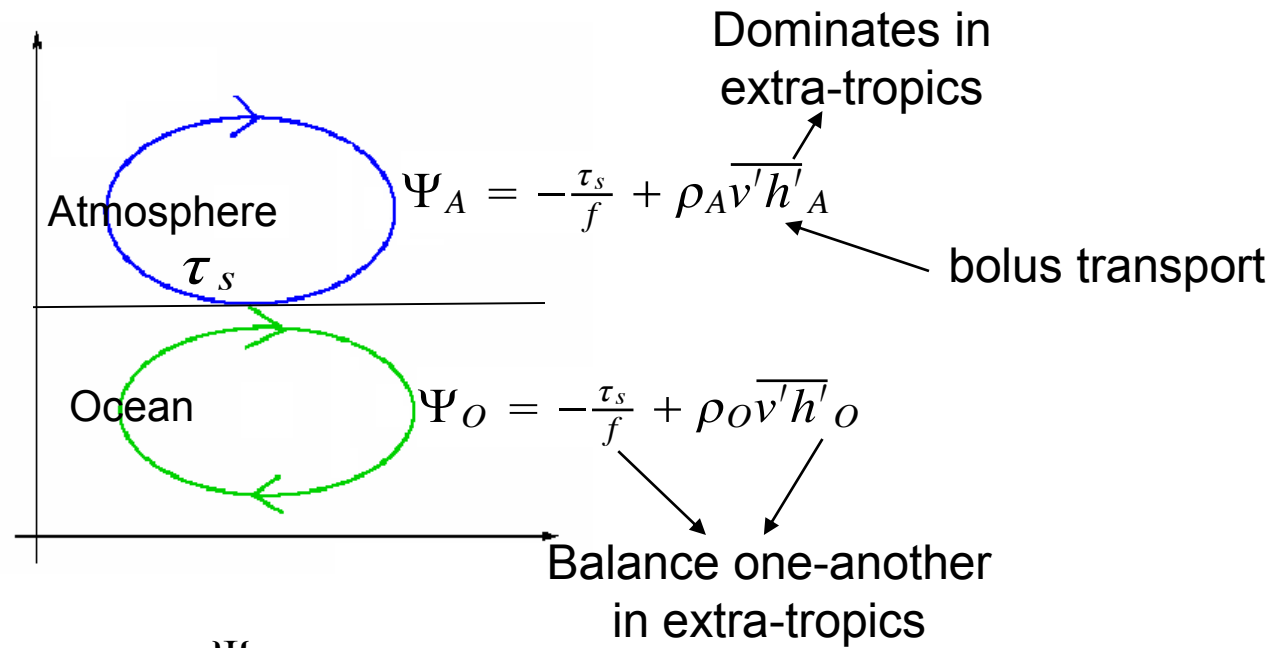 Dominates in
extra-tropics
Ψ_A = −τ_s/f + ρ_A \overline{v′h′}_A
Atmosphere
τ_s
bolus transport
Ocean
Ψ_O = −τ_s/f + ρ_O \overline{v′h′}_O
Balance one-another
in extra-tropics